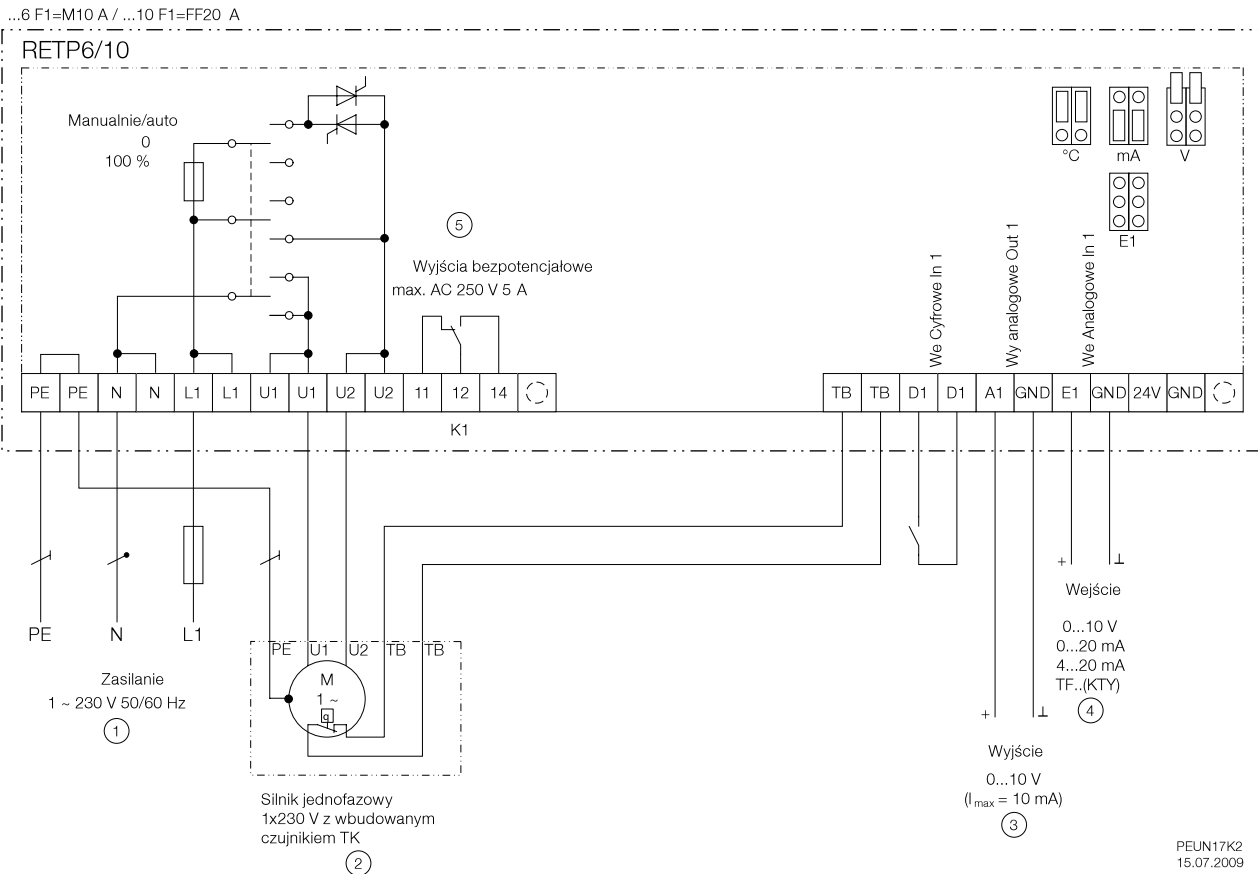 ...6 F1=M10 A / ...10 F1=FF20 A
RETP6/10
Manualnie/auto
0
100 %
°C
mA
V
E1
5
Wyjścia bezpotencjałowe
max. AC 250 V 5 A
We Cyfrowe In 1
Wy analogowe Out 1
We Analogowe In 1
PE PE N N L1 L1 U1 U1 U2 U2 11 12 14
TB TB D1 D1 A1 GND E1 GND 24V GND
K1
PE N L1
Zasilanie
1 ~ 230 V 50/60 Hz
1
PE U1 U2 TB TB
M
1 ~
q
Silnik jednofazowy
1x230 V z wbudowanym
czujnikiem TK
2
+ ⊥
Wejście
0...10 V
0...20 mA
4...20 mA
TF..(KTY)
4
+ ⊥
Wyjście
0...10 V
(I max = 10 mA)
3
PEUN17K2
15.07.2009